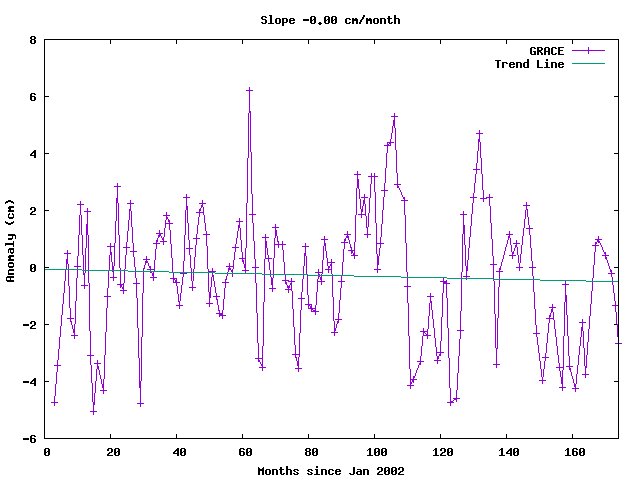 Slope -0.00 cm/month
GRACE
Trend Line
8
6
4
2
0
-2
-4
-6
Anomaly (cm)
0 20 40 60 80 100 120 140 160
Months since Jan 2002